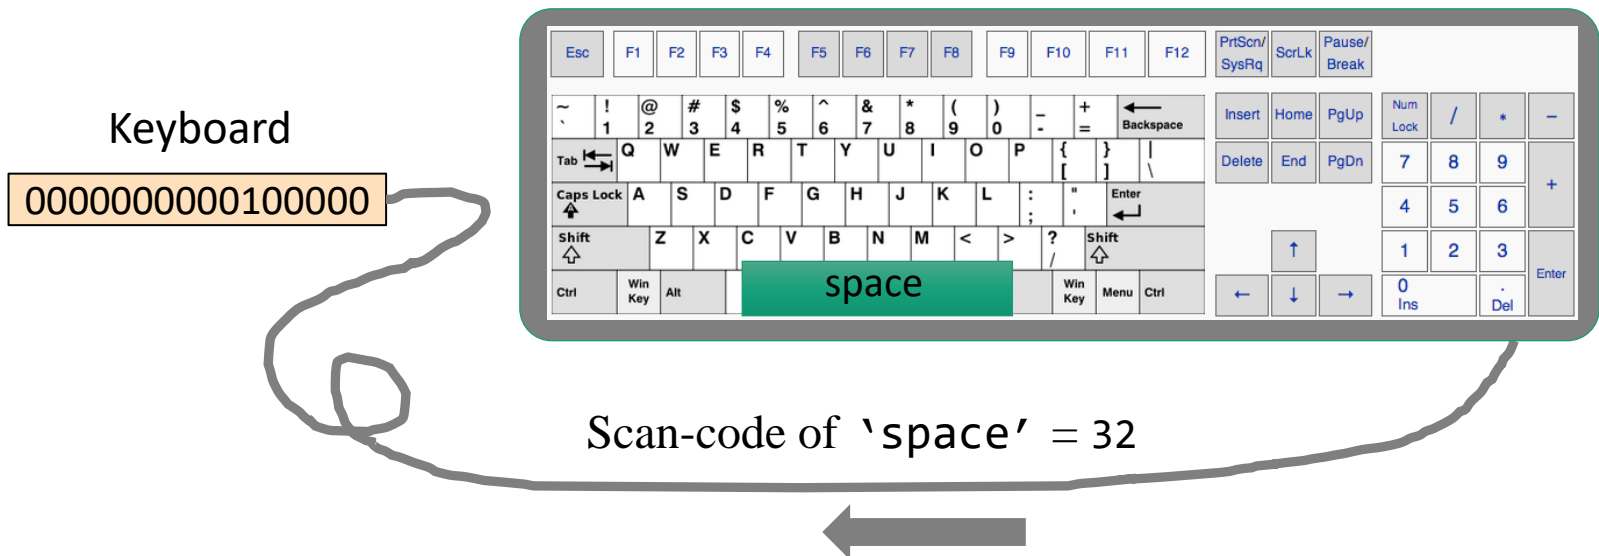 Keyboard
0000000000100000
Esc F1 F2 F3 F4 F5 F6 F7 F8 F9 F10 F11 F12 PrtScn/ SysRq ScrLk Pause/ Break
~ ! @ # $ % ^ & * ( ) _ +
` 1 2 3 4 5 6 7 8 9 0 - = Backspace
Insert Home PgUp Num Lock / * −
Tab Q W E R T Y U I O P { [ } ] | \
Delete End PgDn 7 8 9 +
Caps Lock A S D F G H J K L : ; " ' Enter
4 5 6
Shift Z X C V B N M < > ? / Shift
↑ 1 2 3 Enter
Ctrl Win Key Alt space Win Key Menu Ctrl
← ↓ → 0 Ins . Del
Scan-code of ‵space′ = 32